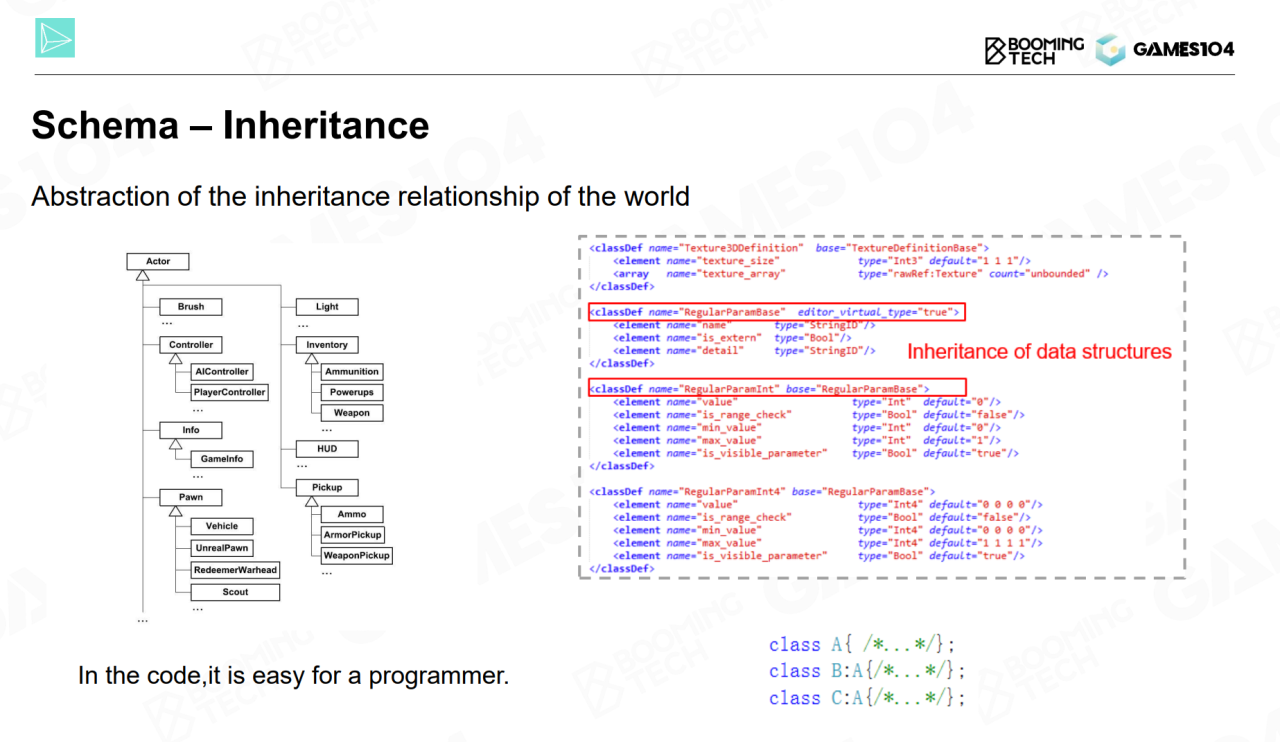 BOOMING
TECH
GAMES104
Schema – Inheritance
Abstraction of the inheritance relationship of the world
Actor
Brush
...
Controller
AIController
PlayerController
...
Info
GameInfo
...
Pawn
Vehicle
UnrealPawn
RedeemerWarhead
Scout
...
...
Light
...
Inventory
Ammunition
Powerups
Weapon
...
HUD
...
Pickup
Ammo
ArmorPickup
WeaponPickup
...
<classDef name="Texture3DDefinition" base="TextureDefinitionBase">
<element name="texture_size" type="Int3" default="1 1 1"/>
<array name="texture_array" type="rawRef:Texture" count="unbounded" />
</classDef>
<classDef name="RegularParamBase" editor_virtual_type="true">
<element name="name" type="StringID"/>
<element name="is_extern" type="Bool"/>
<element name="detail" type="StringID"/>
</classDef>
Inheritance of data structures
<classDef name="RegularParamInt" base="RegularParamBase">
<element name="value" type="Int" default="0"/>
<element name="is_range_check" type="Bool" default="false"/>
<element name="min_value" type="Int" default="0"/>
<element name="max_value" type="Int" default="1"/>
<element name="is_visible_parameter" type="Bool" default="true"/>
</classDef>
<classDef name="RegularParamInt4" base="RegularParamBase">
<element name="value" type="Int4" default="0 0 0 0"/>
<element name="is_range_check" type="Bool" default="false"/>
<element name="min_value" type="Int4" default="0 0 0 0"/>
<element name="max_value" type="Int4" default="1 1 1 1"/>
<element name="is_visible_parameter" type="Bool" default="true"/>
</classDef>
In the code,it is easy for a programmer.
class A{ /*...*/};
class B:A{/*...*/};
class C:A{/*...*/};